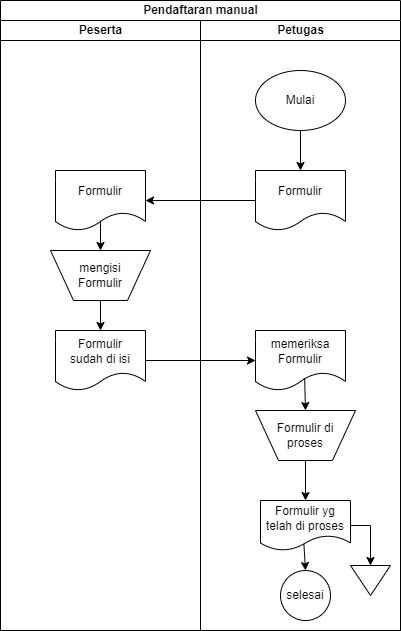 Pendaftaran manual
Peserta
Petugas
Mulai
Formulir
Formulir
mengisi
Formulir
Formulir
sudah di isi
memeriksa
Formulir
Formulir di
proses
Formulir yg
telah di proses
selesai